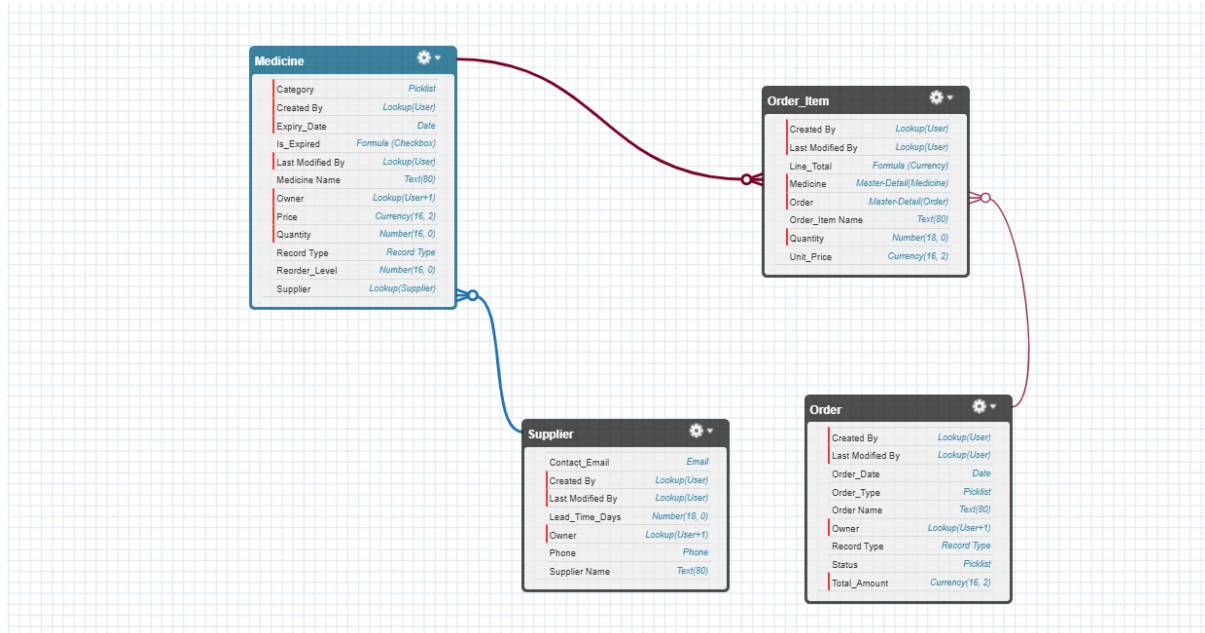 Medicine
Category Picklist
Created By Lookup(User)
Expiry_Date Date
Is_Expired Formula (Checkbox)
Last Modified By Lookup(User)
Medicine Name Text(80)
Owner Lookup(User+1)
Price Currency(16, 2)
Quantity Number(16, 0)
Record Type Record Type
Reorder_Level Number(16, 0)
Supplier Lookup(Supplier)
Order_Item
Created By Lookup(User)
Last Modified By Lookup(User)
Line_Total Formula (Currency)
Medicine Master-Detail(Medicine)
Order Master-Detail(Order)
Order_Item Name Text(80)
Quantity Number(18, 0)
Unit_Price Currency(16, 2)
Supplier
Contact_Email Email
Created By Lookup(User)
Last Modified By Lookup(User)
Lead_Time_Days Number(18, 0)
Owner Lookup(User+1)
Phone Phone
Supplier Name Text(80)
Order
Created By Lookup(User)
Last Modified By Lookup(User)
Order_Date Date
Order_Type Picklist
Order Name Text(80)
Owner Lookup(User+1)
Record Type Record Type
Status Picklist
Total_Amount Currency(16, 2)